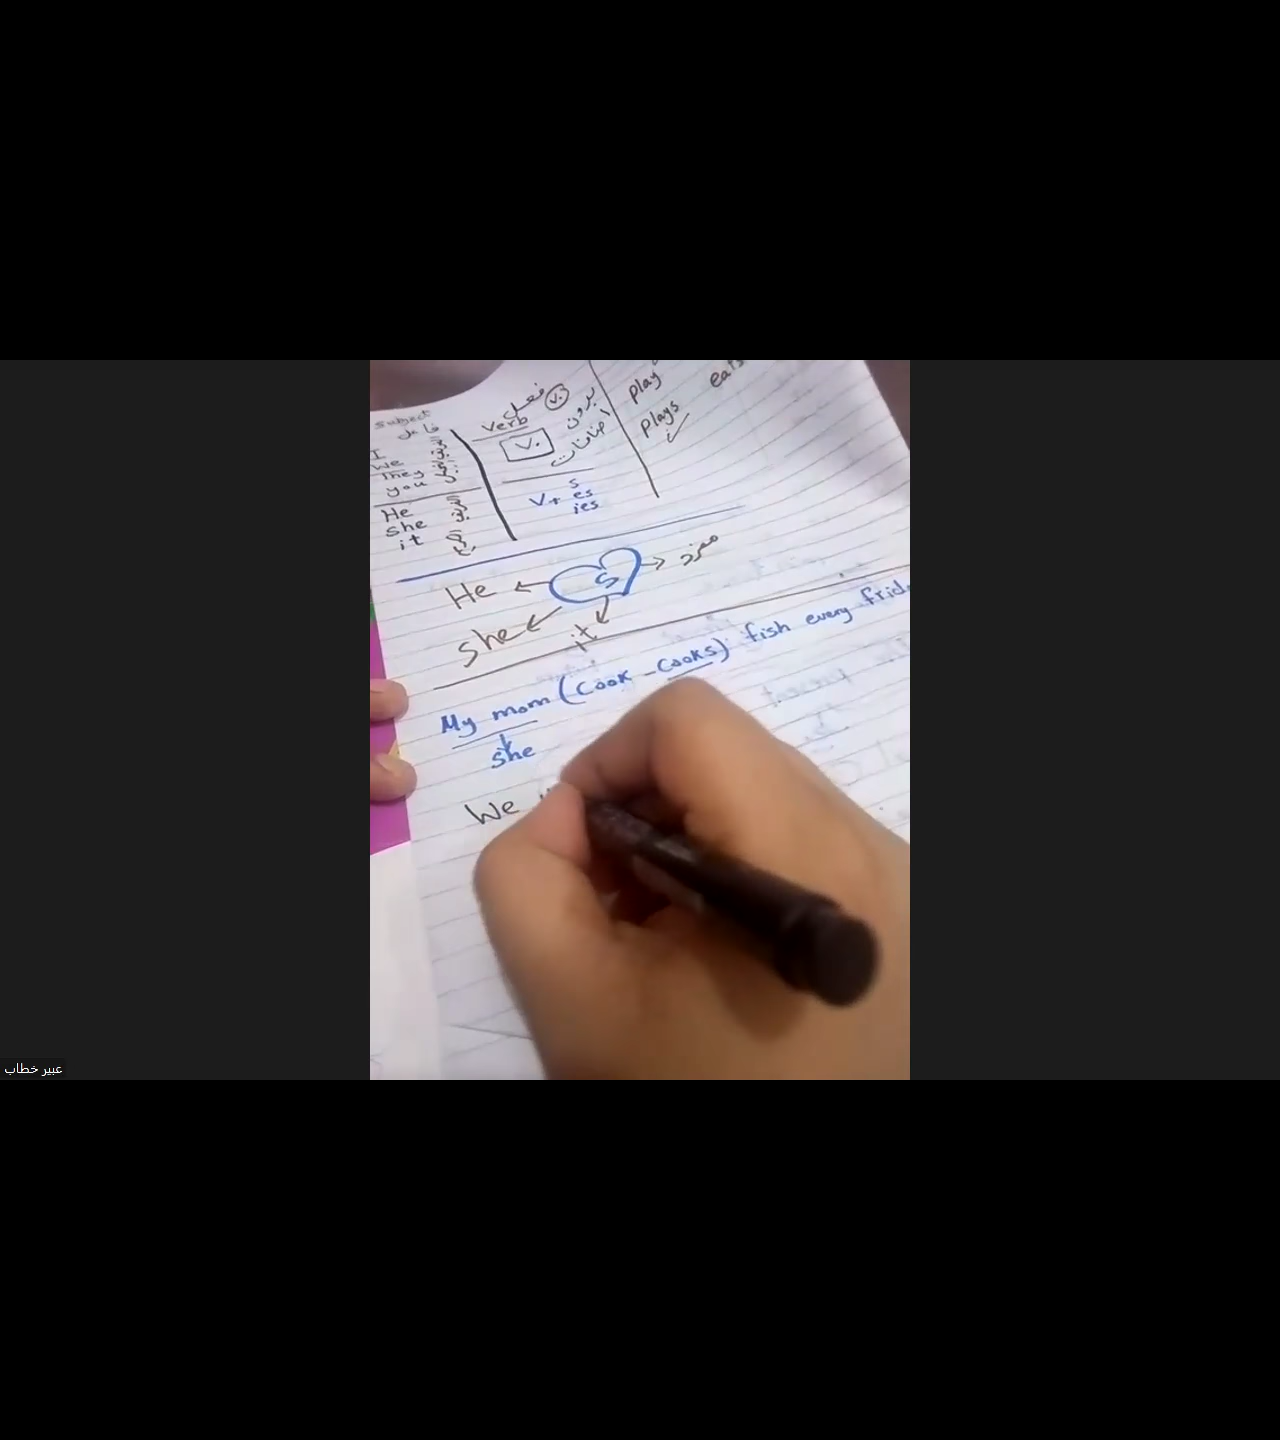 subject verb فعل V. play eats
فاعل V. بدون اضافات plays
I
we
They
you
He V+ s
she es
it ies
He s مفرد
she it
My mom (Cook - Cooks) fish every
she
We
عبير خطاب